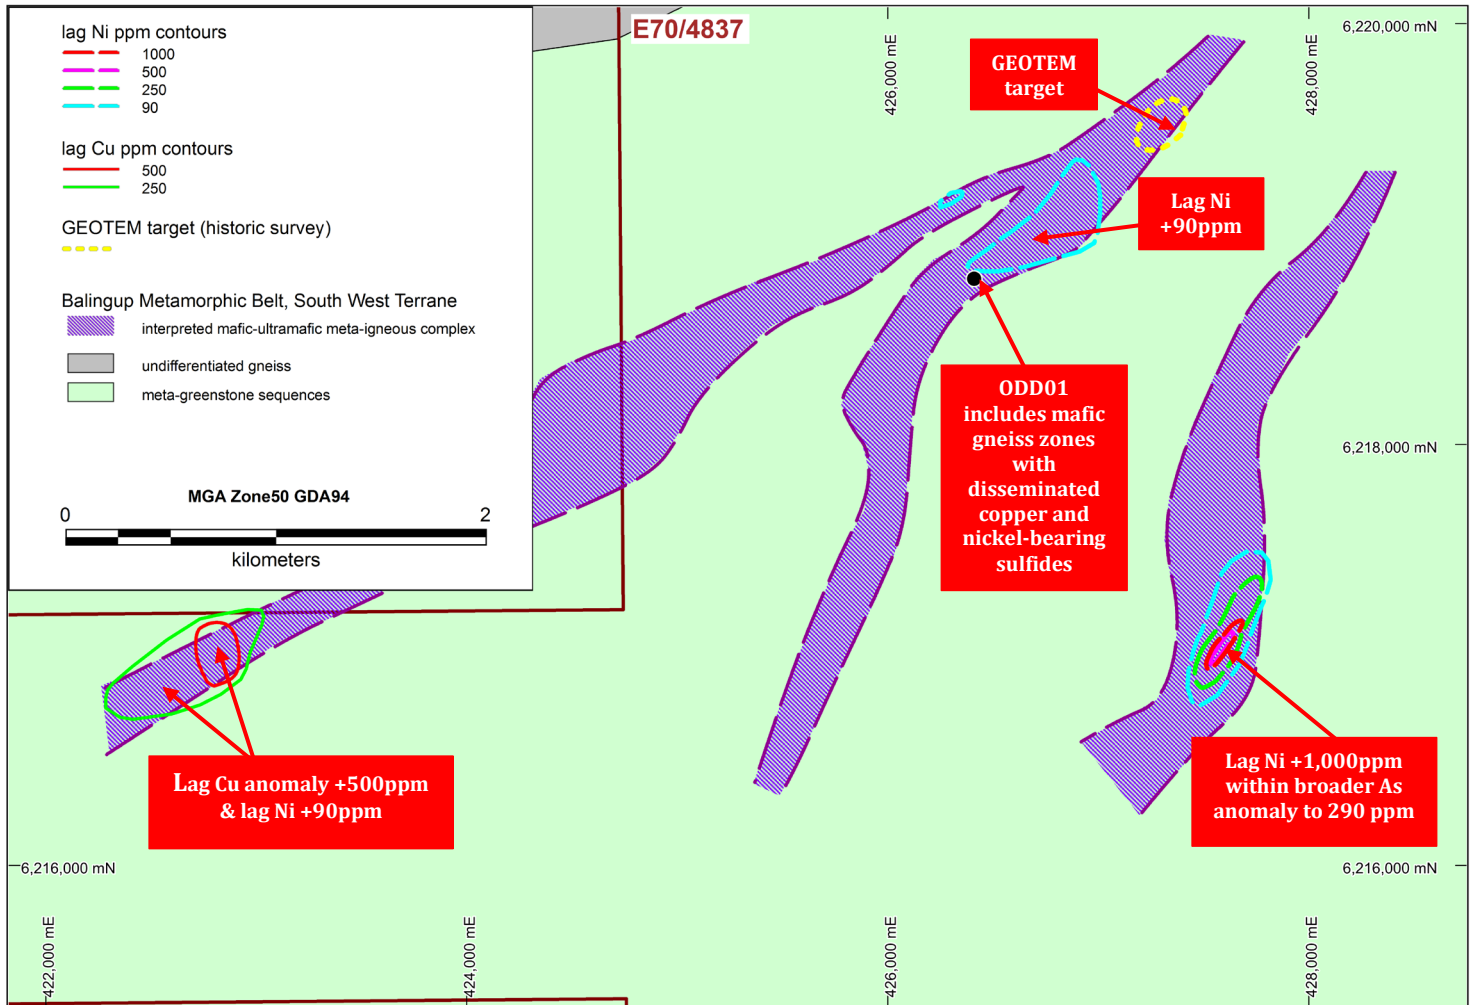 lag Ni ppm contours
1000
500
250
90
lag Cu ppm contours
500
250
GEOTEM target (historic survey)
Balingup Metamorphic Belt, South West Terrane
interpreted mafic-ultramafic meta-igneous complex
undifferentiated gneiss
meta-greenstone sequences
MGA Zone50 GDA94
0
2
kilometers
E70/4837
426,000 mE
428,000 mE
6,220,000 mN
GEOTEM
target
Lag Ni
+90ppm
ODD01
includes mafic
gneiss zones
with
disseminated
copper and
nickel-bearing
sulfides
6,218,000 mN
Lag Cu anomaly +500ppm
& lag Ni +90ppm
Lag Ni +1,000ppm
within broader As
anomaly to 290 ppm
6,216,000 mN
6,216,000 mN
422,000 mE
424,000 mE
426,000 mE
428,000 mE